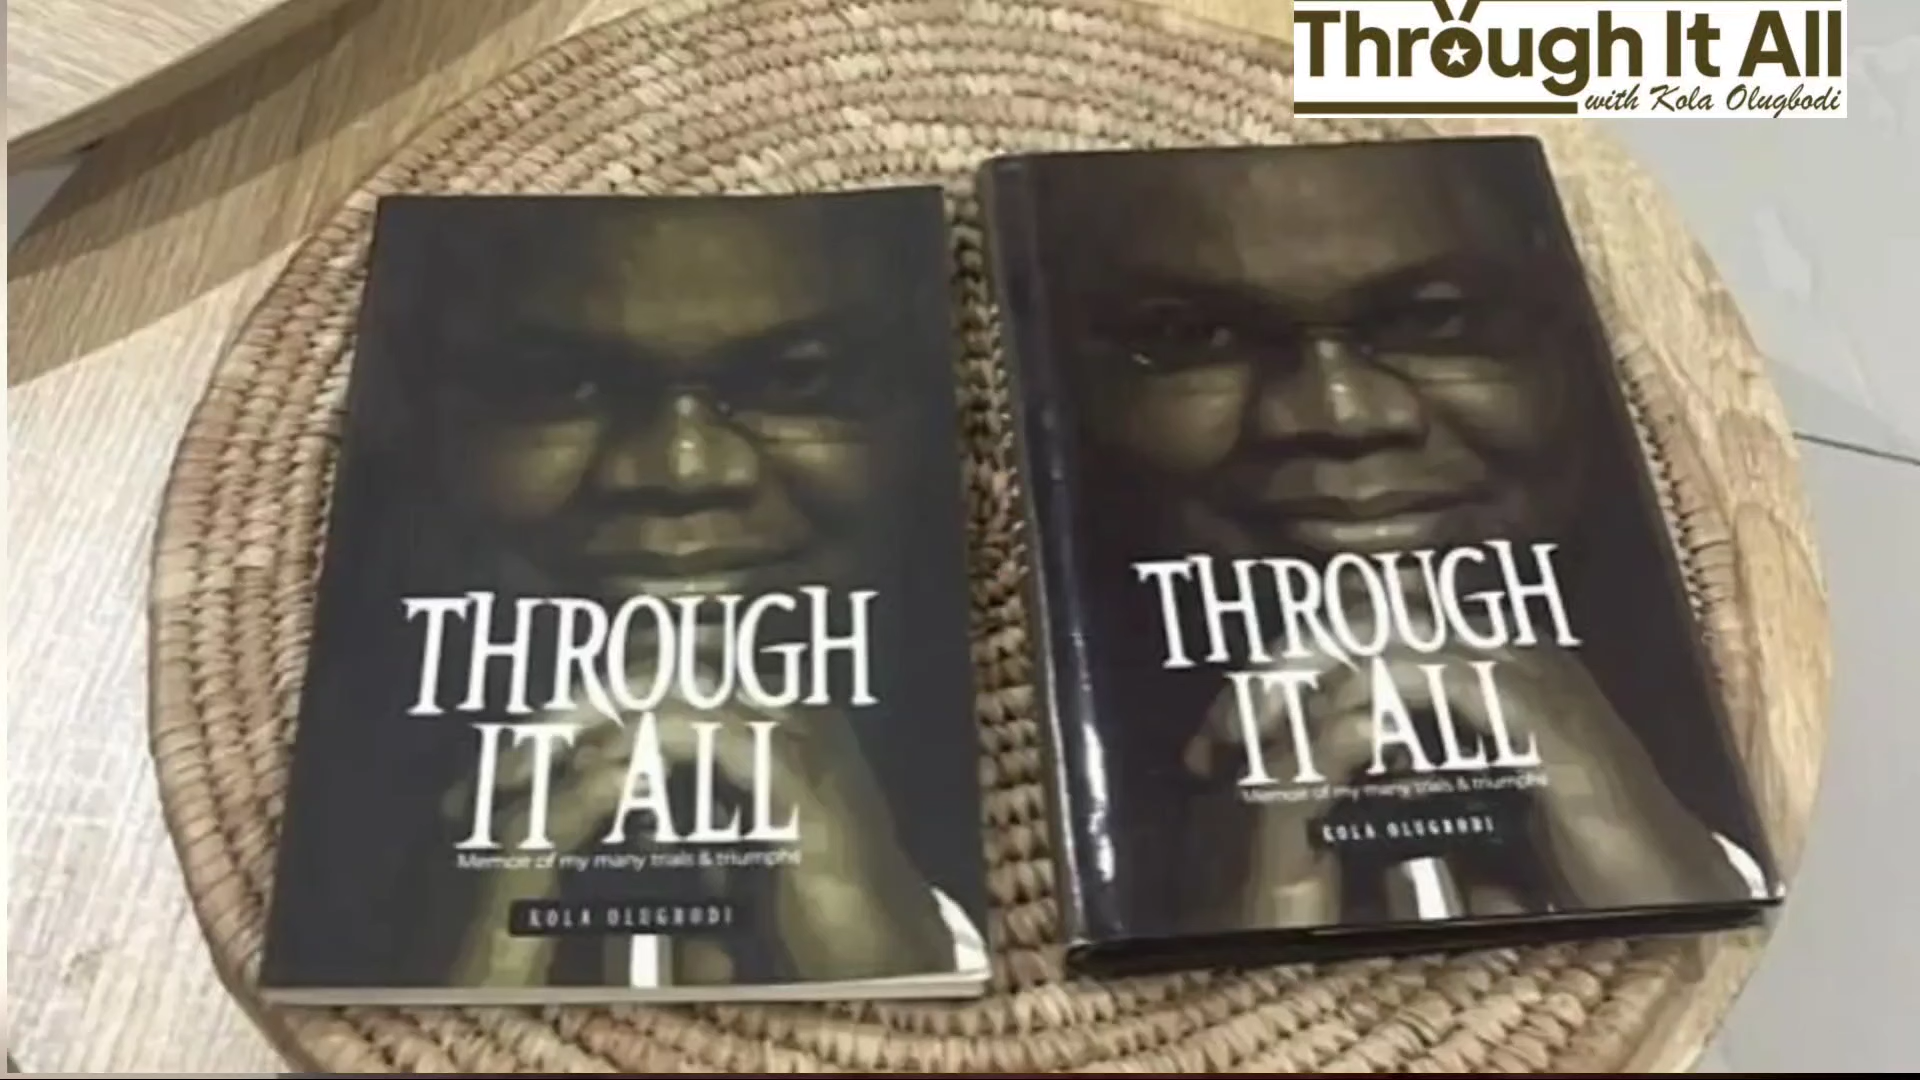 Through It All
with Kola Olugbodi
THROUGH
IT ALL
Memoir of my many trials & triumphs
KOLA OLUGBODI
THROUGH
IT ALL
Memoir of my many trials & triumphs
KOLA OLUGBODI